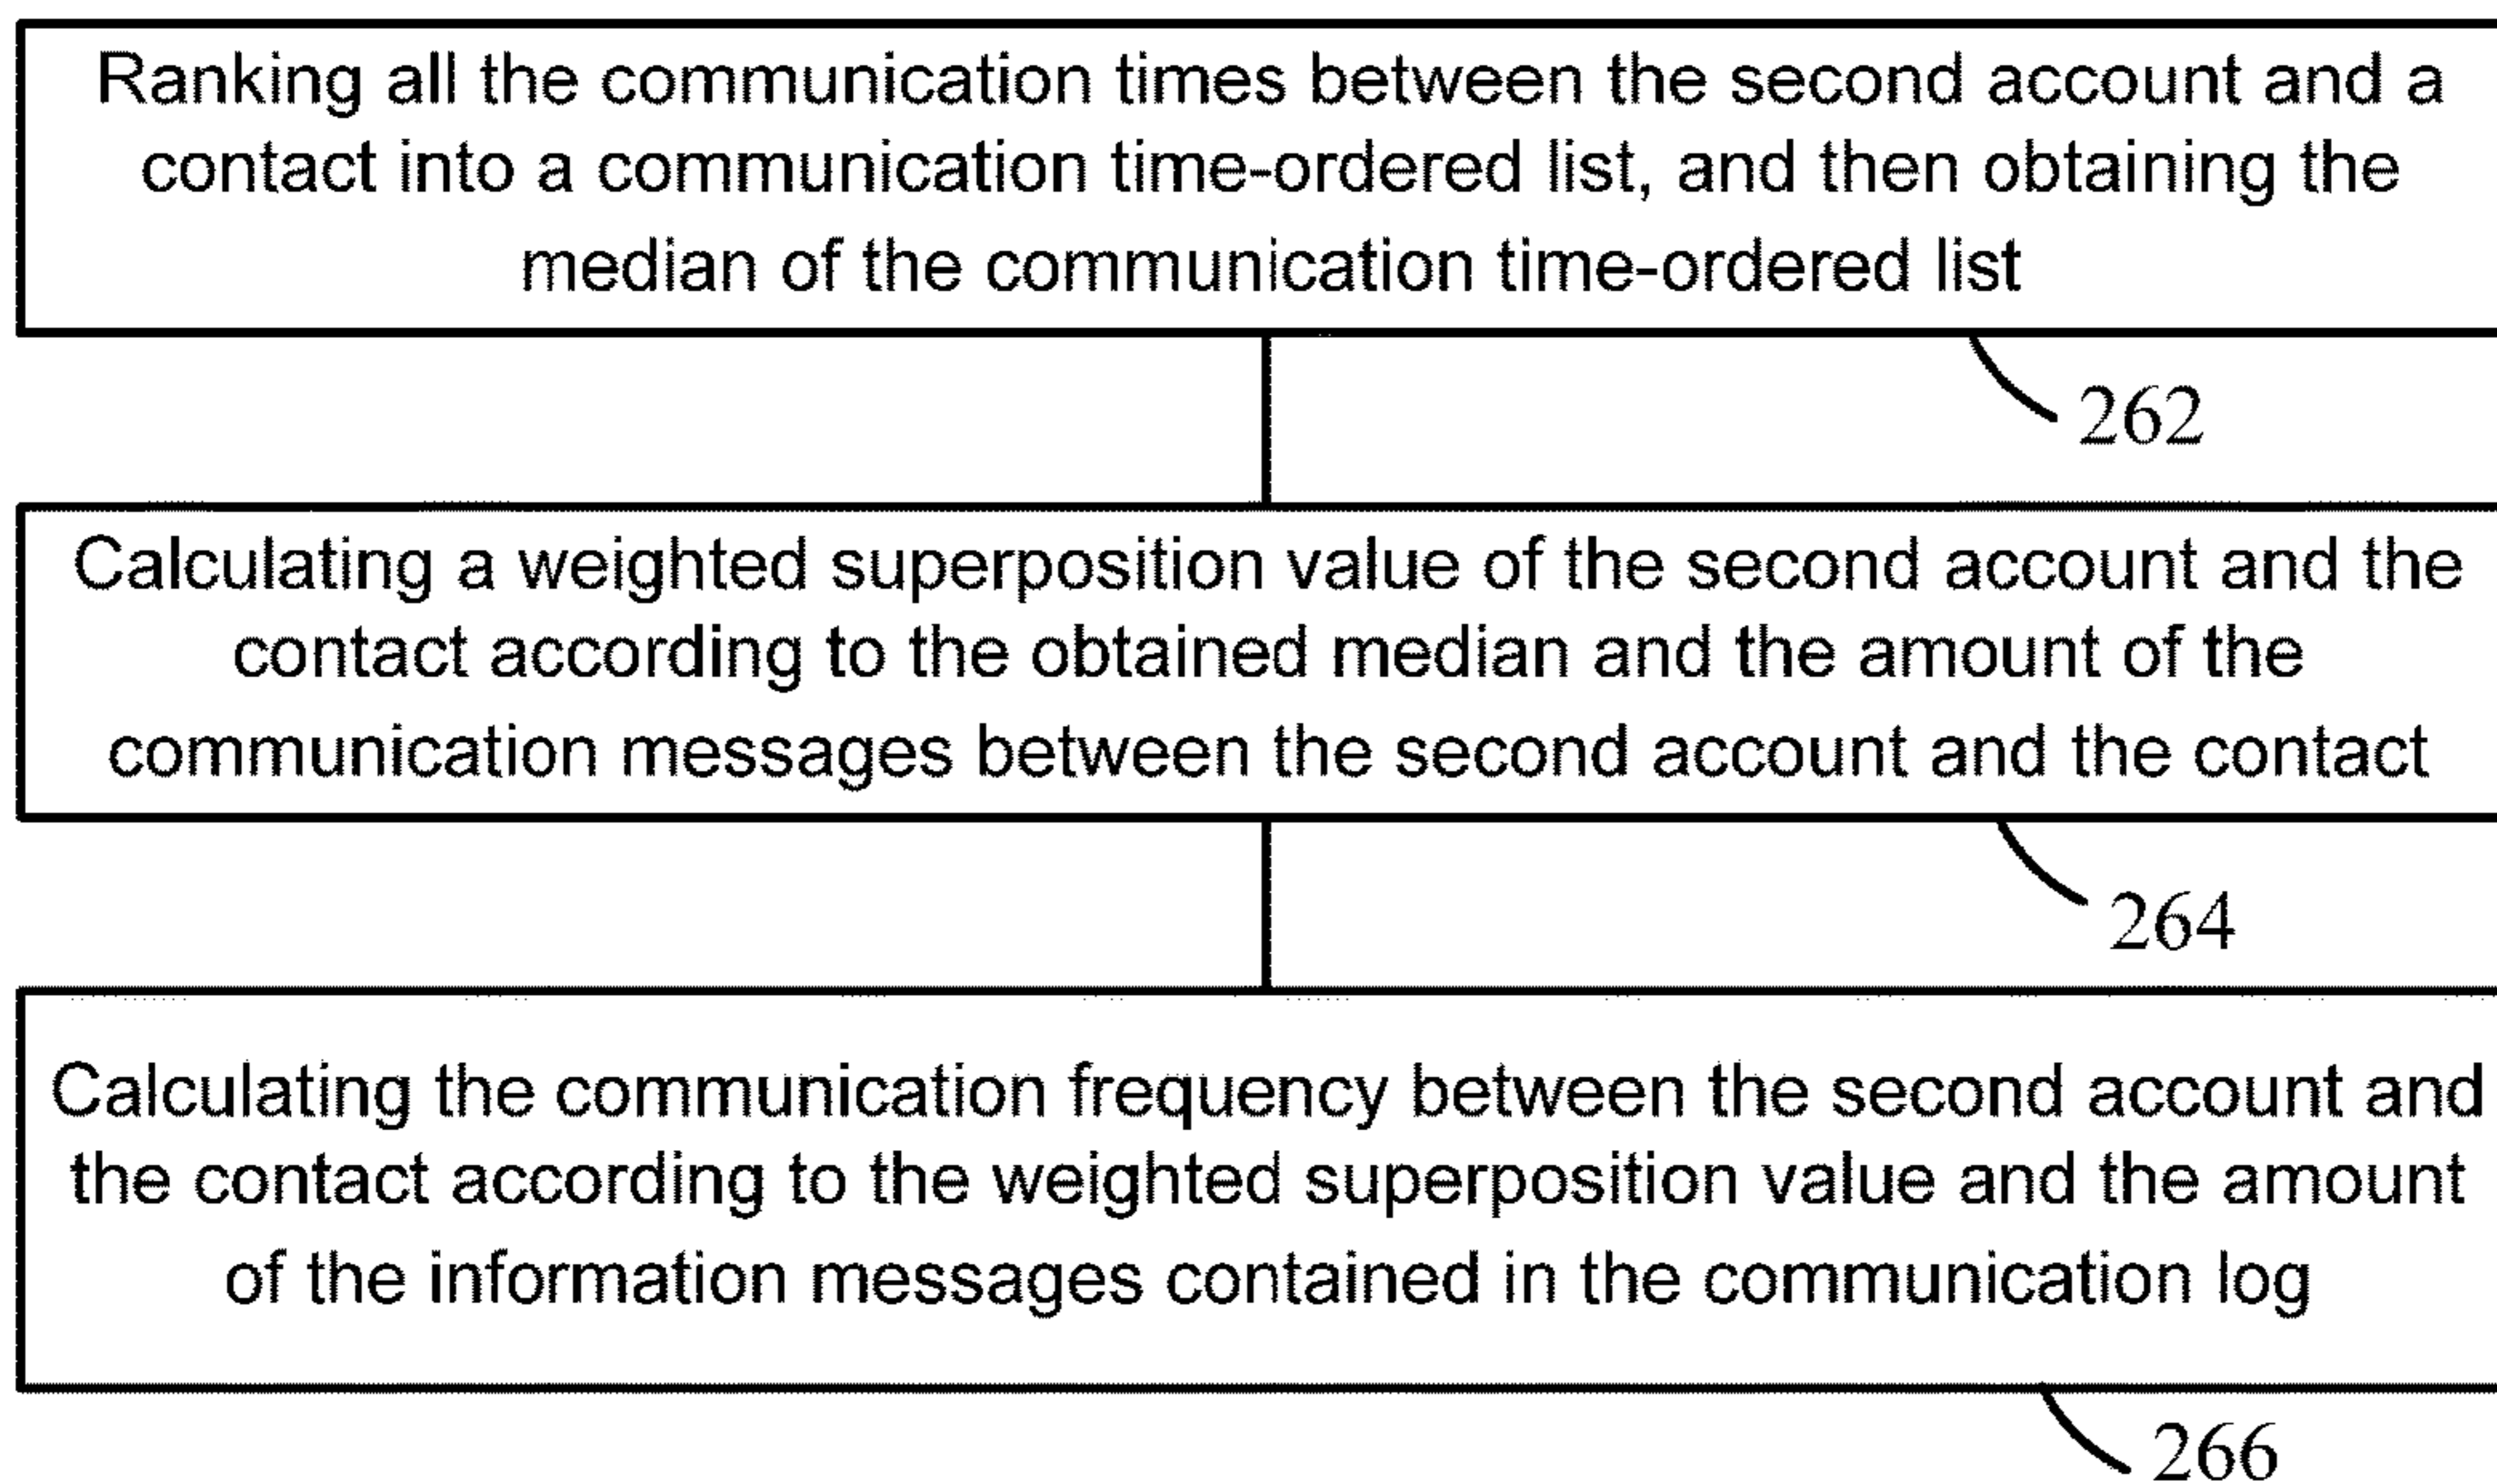 Ranking all the communication times between the second account and a
contact into a communication time-ordered list, and then obtaining the
median of the communication time-ordered list
262
Calculating a weighted superposition value of the second account and the
contact according to the obtained median and the amount of the
communication messages between the second account and the contact
264
Calculating the communication frequency between the second account and
the contact according to the weighted superposition value and the amount
of the information messages contained in the communication log
266